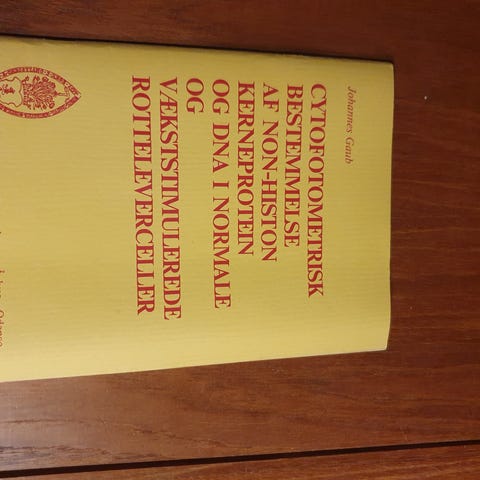 Johannes Gaub
CYTOFOTOMETRISK
BESTEMMELSE
AF NON-HISTON
KERNEPROTEIN
OG DNA I NORMALE
OG
VÆKSTSTIMULEREDE
ROTTELEVERCELLER